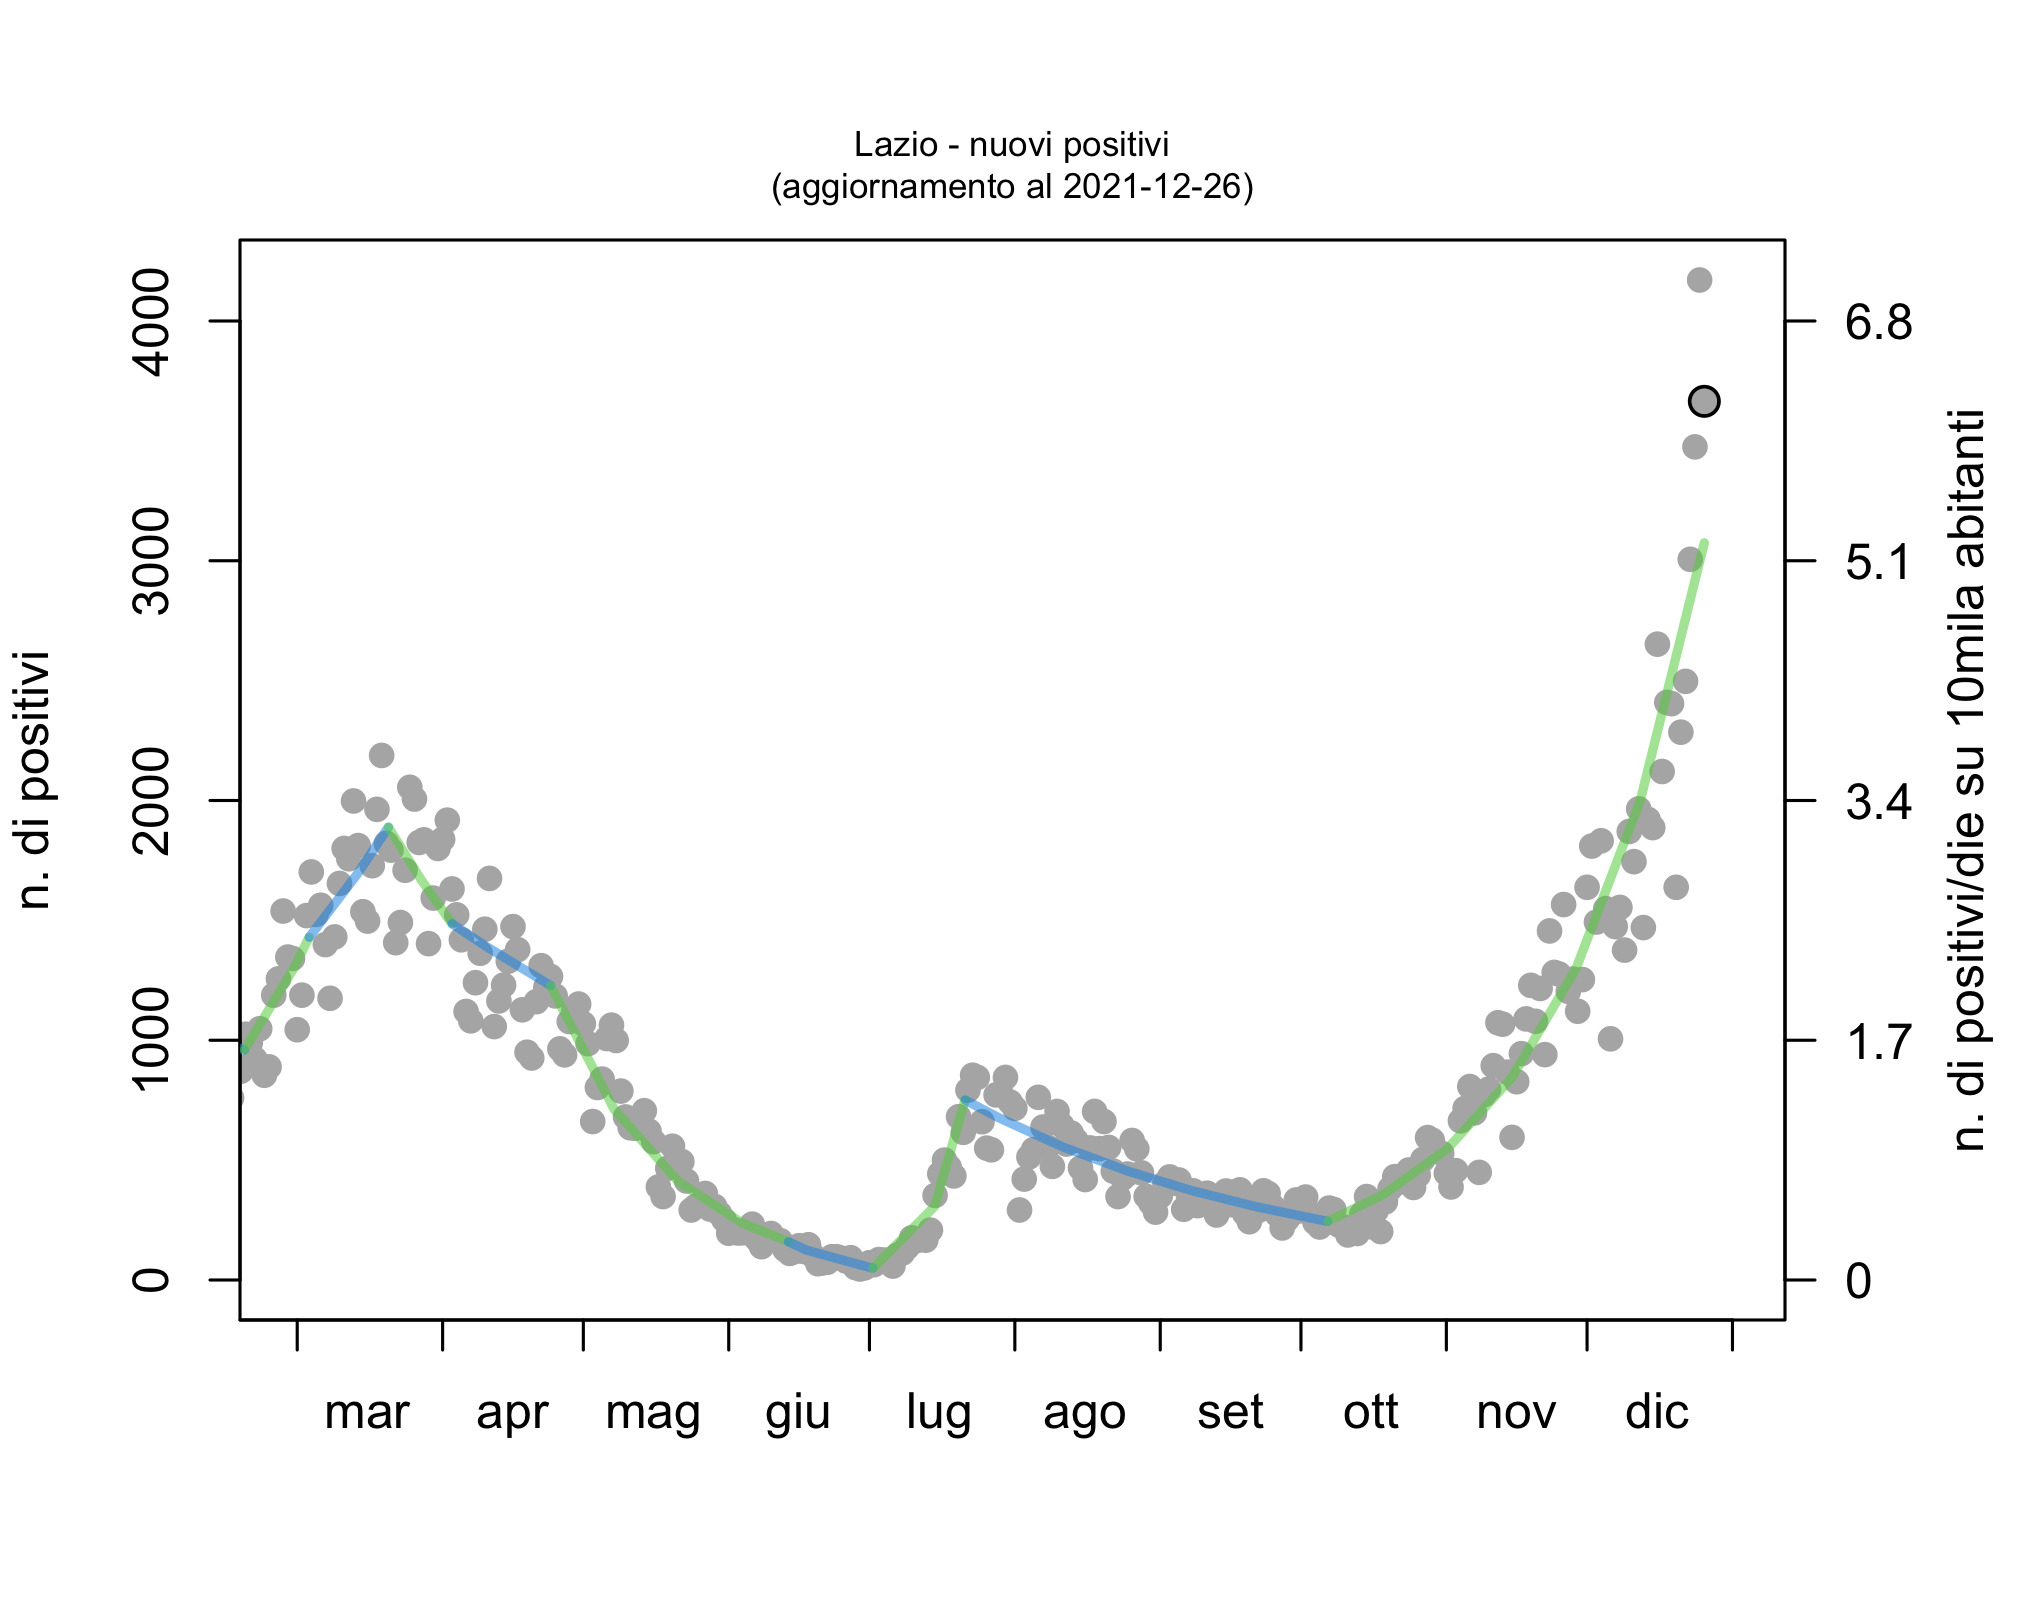 Lazio - nuovi positivi
(aggiornamento al 2021-12-26)
n. di positivi
4000
3000
2000
1000
0
6.8
5.1
3.4
1.7
0
n. di positivi/die su 10mila abitanti
mar apr mag giu lug ago set ott nov dic